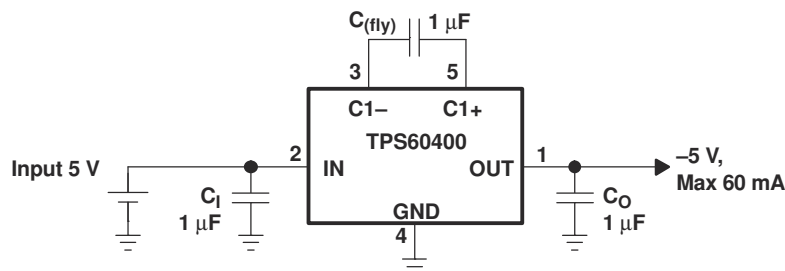 C(fly) 1 μF
3 5
C1– C1+
TPS60400
Input 5 V
2 IN
OUT 1
–5 V,
Max 60 mA
CI
1 μF
GND
4
CO
1 μF